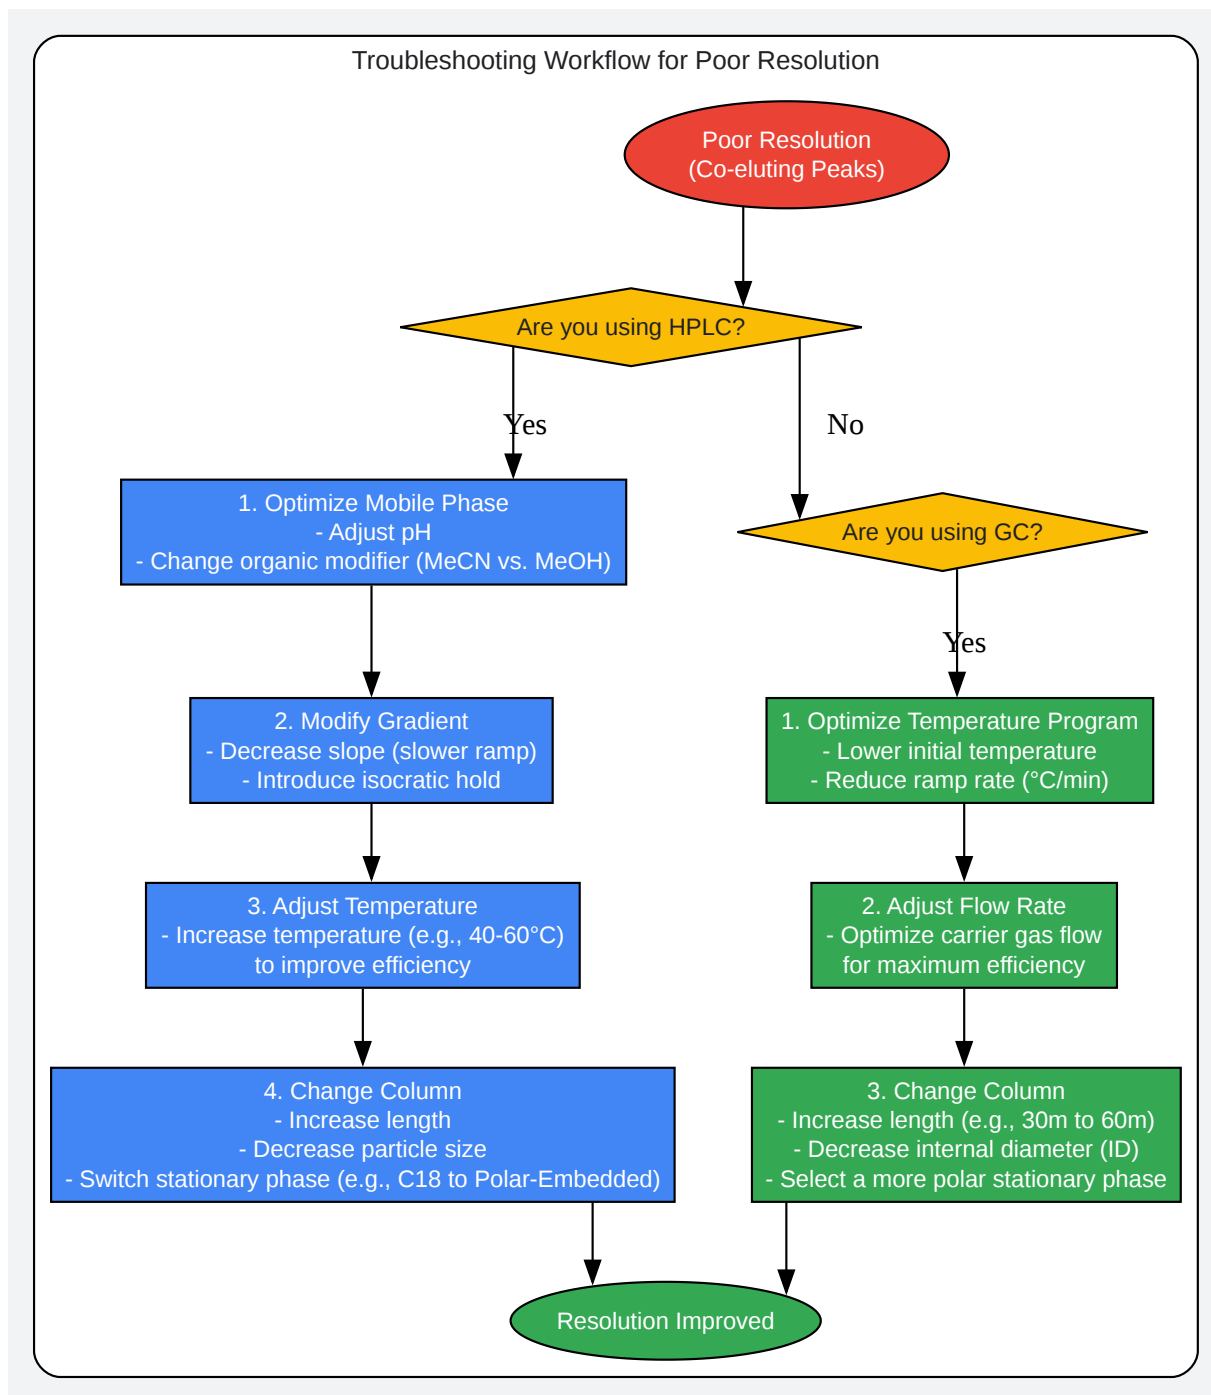 Troubleshooting Workflow for Poor Resolution
Poor Resolution
(Co-eluting Peaks)
Are you using HPLC?
Yes
No
1. Optimize Mobile Phase
- Adjust pH
- Change organic modifier (MeCN vs. MeOH)
Are you using GC?
Yes
2. Modify Gradient
- Decrease slope (slower ramp)
- Introduce isocratic hold
1. Optimize Temperature Program
- Lower initial temperature
- Reduce ramp rate (°C/min)
3. Adjust Temperature
- Increase temperature (e.g., 40-60°C)
to improve efficiency
2. Adjust Flow Rate
- Optimize carrier gas flow
for maximum efficiency
4. Change Column
- Increase length
- Decrease particle size
- Switch stationary phase (e.g., C18 to Polar-Embedded)
3. Change Column
- Increase length (e.g., 30m to 60m)
- Decrease internal diameter (ID)
- Select a more polar stationary phase
Resolution Improved